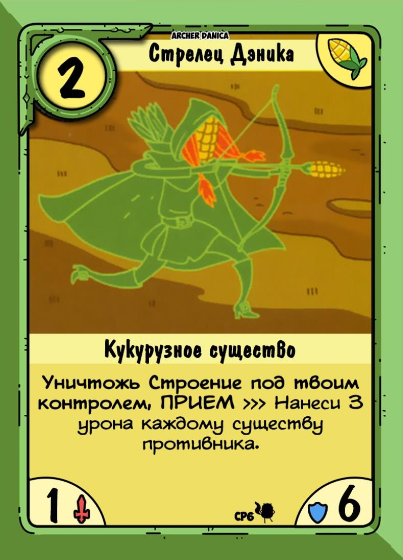 ARCHER DANICA
2
Стрелец Дэника
Кукурузное существо
Уничтожь Строение под твоим
контролем, ПРИЕМ >>> Нанеси 3
урона каждому существу
противника.
1
CP6
6